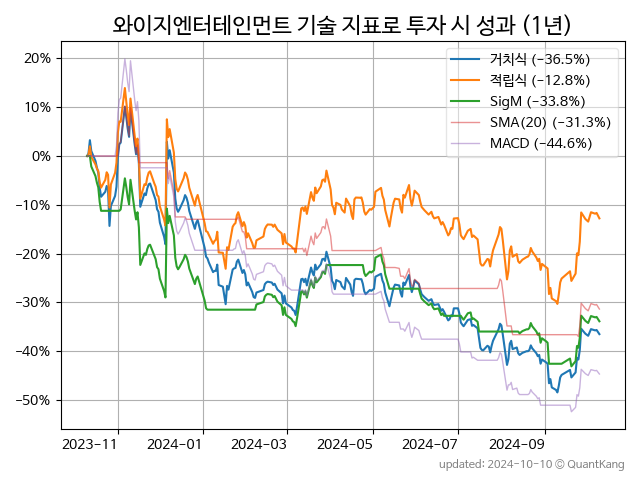 와이지엔터테인먼트 기술 지표로 투자 시 성과 (1년)
거치식 (−36.5%)
적립식 (−12.8%)
SigM (−33.8%)
SMA(20) (−31.3%)
MACD (−44.6%)
20%
10%
0%
−10%
−20%
−30%
−40%
−50%
2023-11 2024-01 2024-03 2024-05 2024-07 2024-09
updated: 2024-10-10 © QuantKang